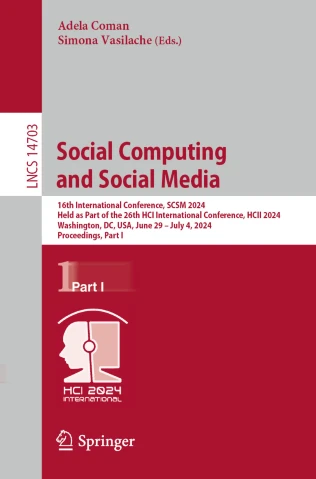 Adela Coman
Simona Vasilache (Eds.)
LNCS 14703
Social Computing
and Social Media
16th International Conference, SCSM 2024
Held as Part of the 26th HCI International Conference, HCII 2024
Washington, DC, USA, June 29 – July 4, 2024
Proceedings, Part I
1 Part I
HCI 2024
INTERNATIONAL
Springer